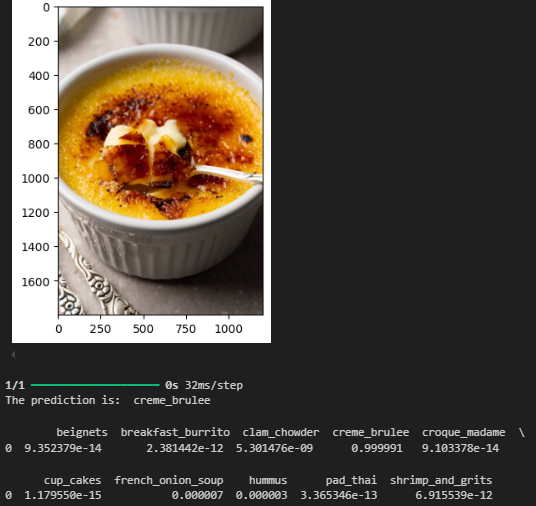 0
200
400
600
800
1000
1200
1400
1600
0 250 500 750 1000
1/1 ━━━━━━━━━━━━━━━━━━━━ 0s 32ms/step
The prediction is:  creme_brulee
beignets  breakfast_burrito  clam_chowder  creme_brulee  croque_madame  \
0  9.352379e-14  2.381442e-12  5.301476e-09  0.999991  9.103378e-14
cup_cakes  french_onion_soup  hummus  pad_thai  shrimp_and_grits
0  1.179550e-15  0.000007  0.000003  3.365346e-13  6.915539e-12